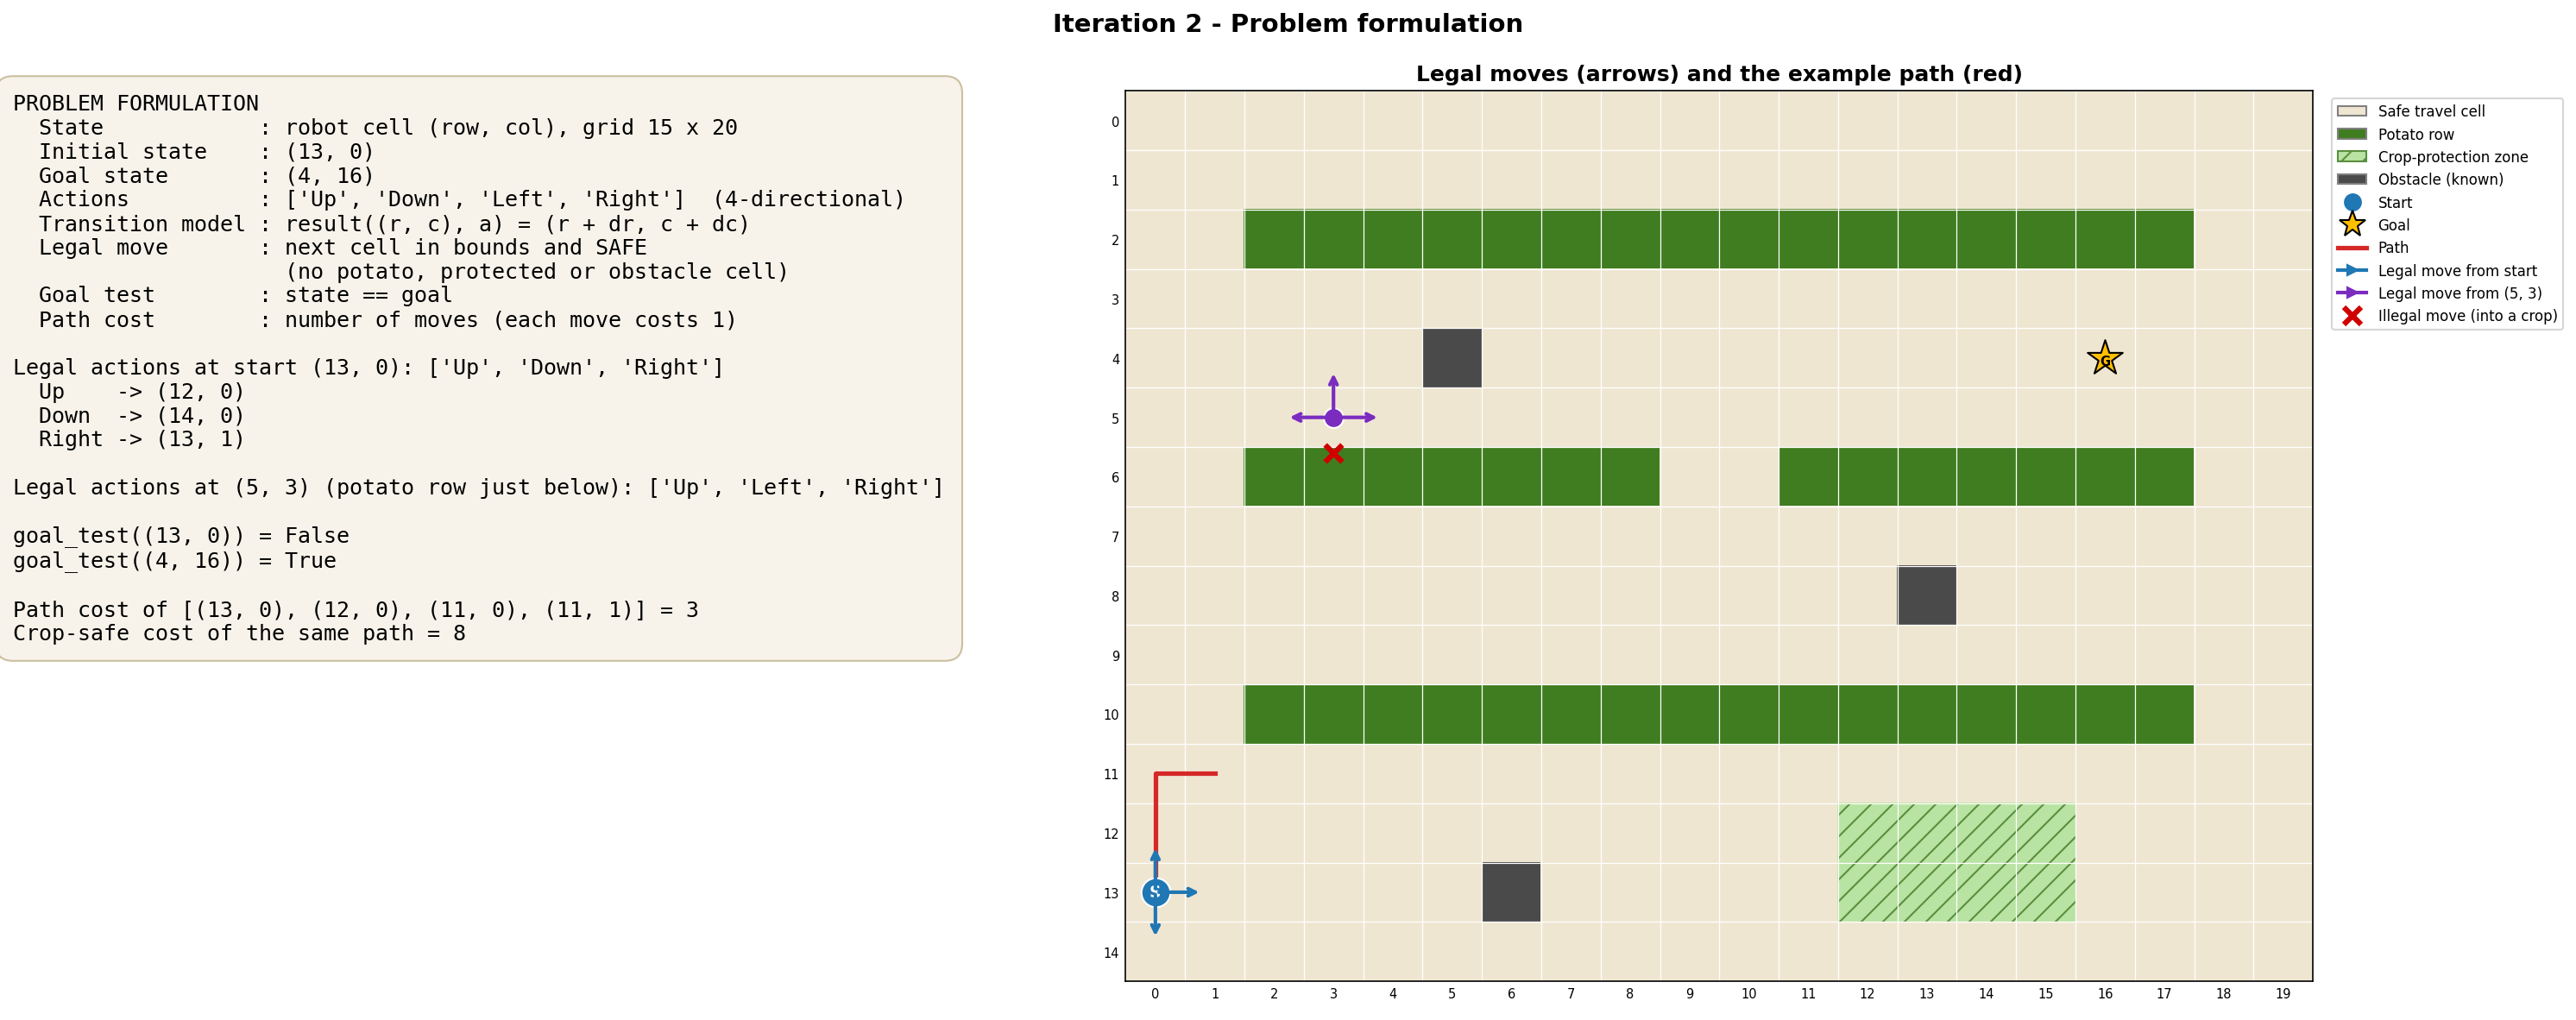 Iteration 2 - Problem formulation
PROBLEM FORMULATION
State : robot cell (row, col), grid 15 x 20
Initial state : (13, 0)
Goal state : (4, 16)
Actions : ['Up', 'Down', 'Left', 'Right'] (4-directional)
Transition model : result((r, c), a) = (r + dr, c + dc)
Legal move : next cell in bounds and SAFE
(no potato, protected or obstacle cell)
Goal test : state == goal
Path cost : number of moves (each move costs 1)
Legal actions at start (13, 0): ['Up', 'Down', 'Right']
Up -> (12, 0)
Down -> (14, 0)
Right -> (13, 1)
Legal actions at (5, 3) (potato row just below): ['Up', 'Left', 'Right']
goal_test((13, 0)) = False
goal_test((4, 16)) = True
Path cost of [(13, 0), (12, 0), (11, 0), (11, 1)] = 3
Crop-safe cost of the same path = 8
Legal moves (arrows) and the example path (red)
0
1
2
3
4
5
6
7
8
9
10
11
12
13
14
G
S
0 1 2 3 4 5 6 7 8 9 10 11 12 13 14 15 16 17 18 19
Safe travel cell
Potato row
Crop-protection zone
Obstacle (known)
Start
Goal
Path
Legal move from start
Legal move from (5, 3)
Illegal move (into a crop)